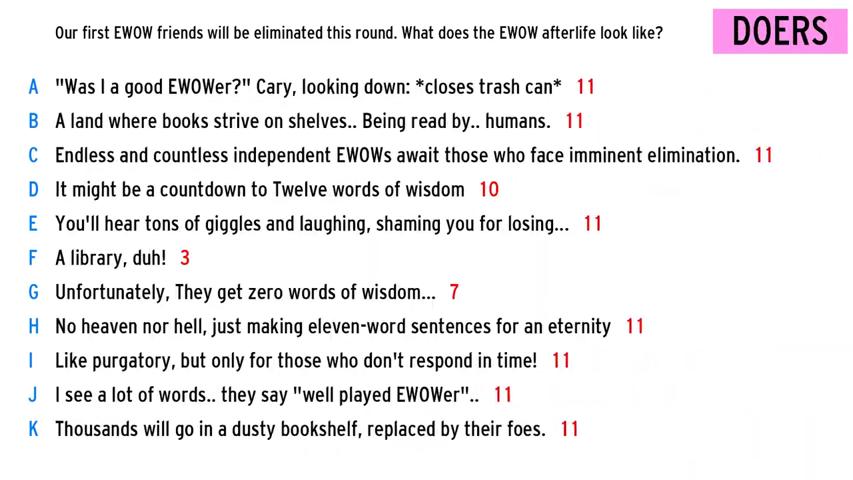 Our first EWOW friends will be eliminated this round. What does the EWOW afterlife look like?
DOERS
A "Was I a good EWOWer?" Cary, looking down: *closes trash can* 11
B A land where books strive on shelves.. Being read by.. humans. 11
C Endless and countless independent EWOWs await those who face imminent elimination. 11
D It might be a countdown to Twelve words of wisdom 10
E You'll hear tons of giggles and laughing, shaming you for losing... 11
F A library, duh! 3
G Unfortunately, They get zero words of wisdom... 7
H No heaven nor hell, just making eleven-word sentences for an eternity 11
I Like purgatory, but only for those who don't respond in time! 11
J I see a lot of words.. they say "well played EWOWer".. 11
K Thousands will go in a dusty bookshelf, replaced by their foes. 11